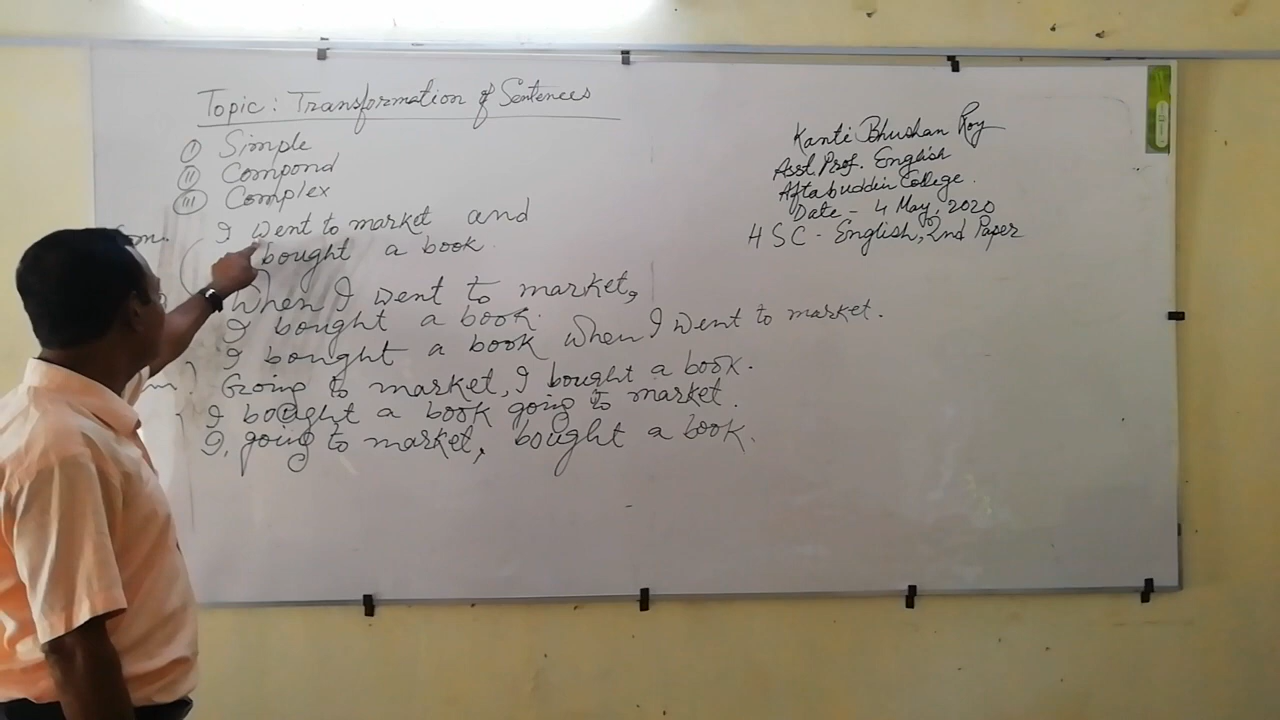 Topic: Transformation of Sentences
(I) Simple
(II) Compond
(III) Complex
I went to market and
bought a book.
When I went to market,
I bought a book.
I bought a book when I went to market.
Going to market, I bought a book.
I bought a book going to market.
I, going to market, bought a book.
Kanti Bhushan Roy
Asst. Prof. English
Aftabuddin College.
Date - 4 May, 2020
HSC - English, 2nd Paper